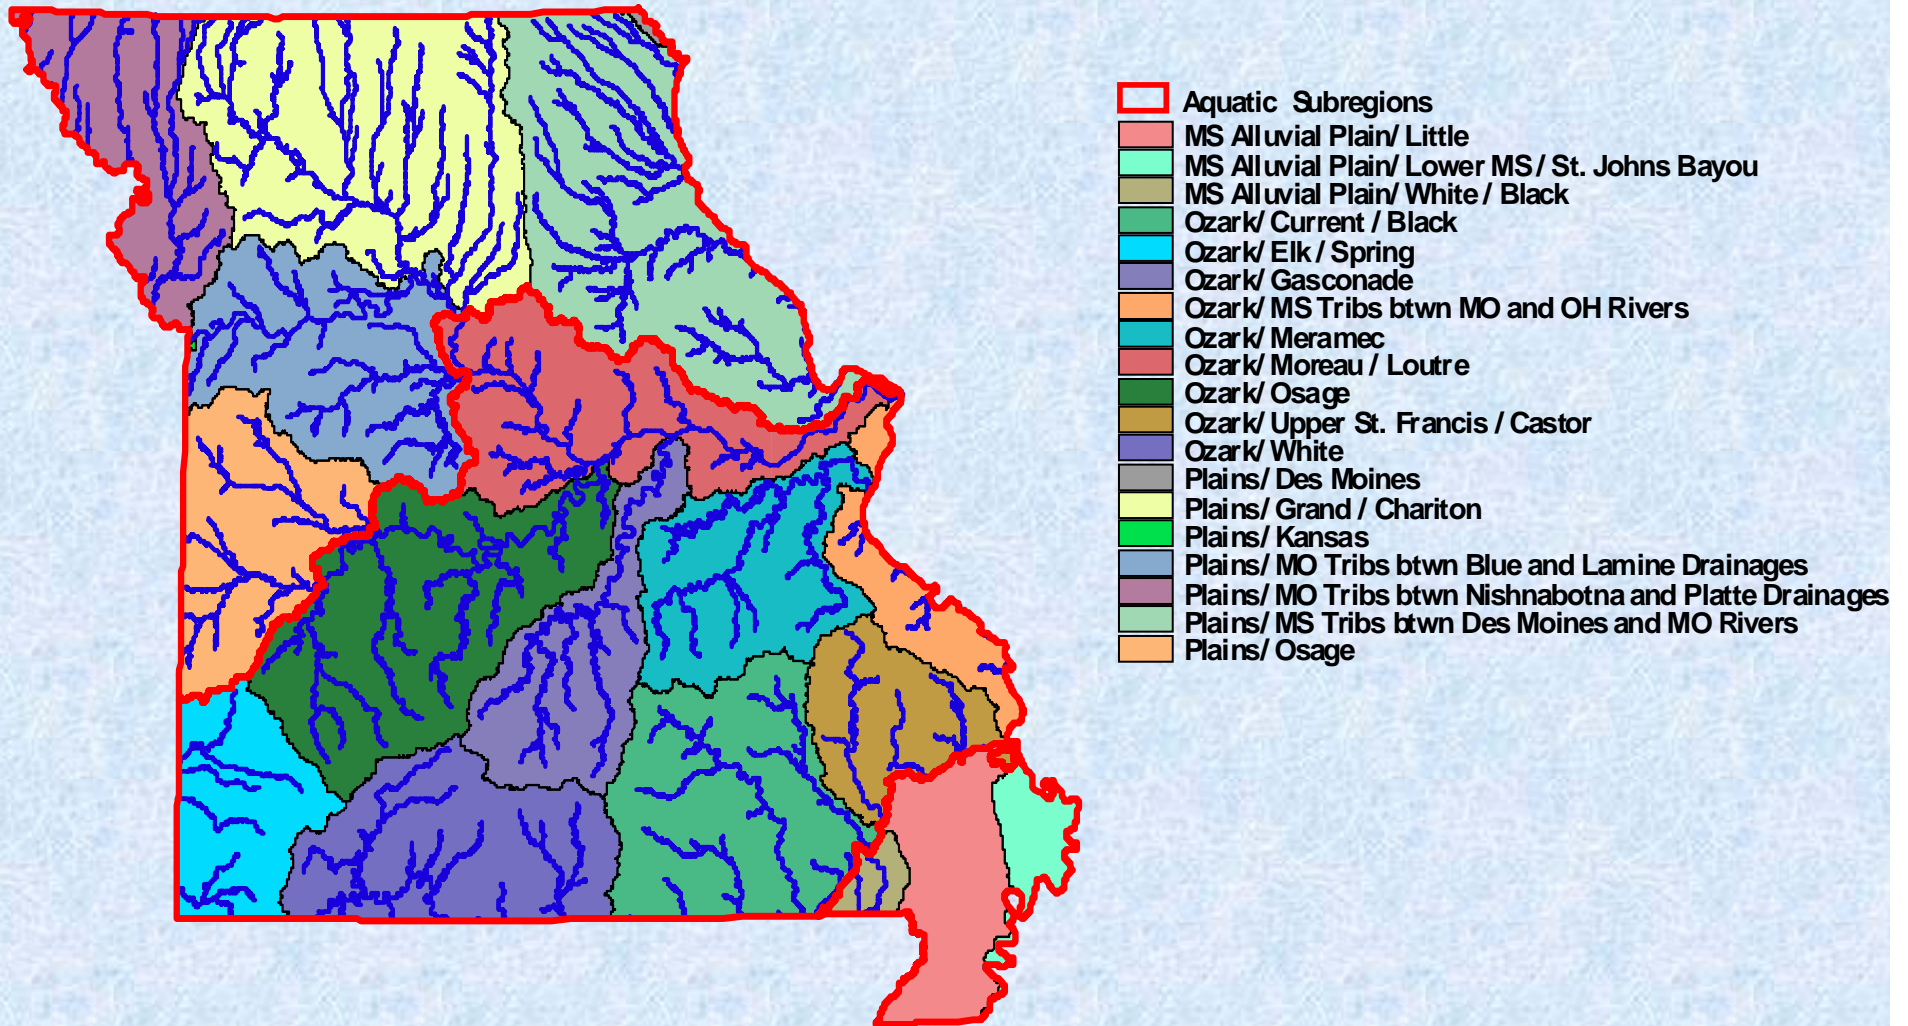 Aquatic Subregions
MS Alluvial Plain/ Little
MS Alluvial Plain/ Lower MS / St. Johns Bayou
MS Alluvial Plain/ White / Black
Ozark/ Current / Black
Ozark/ Elk / Spring
Ozark/ Gasconade
Ozark/ MS Tribs btwn MO and OH Rivers
Ozark/ Meramec
Ozark/ Moreau / Loutre
Ozark/ Osage
Ozark/ Upper St. Francis / Castor
Ozark/ White
Plains/ Des Moines
Plains/ Grand / Chariton
Plains/ Kansas
Plains/ MO Tribs btwn Blue and Lamine Drainages
Plains/ MO Tribs btwn Nishnabotna and Platte Drainages
Plains/ MS Tribs btwn Des Moines and MO Rivers
Plains/ Osage